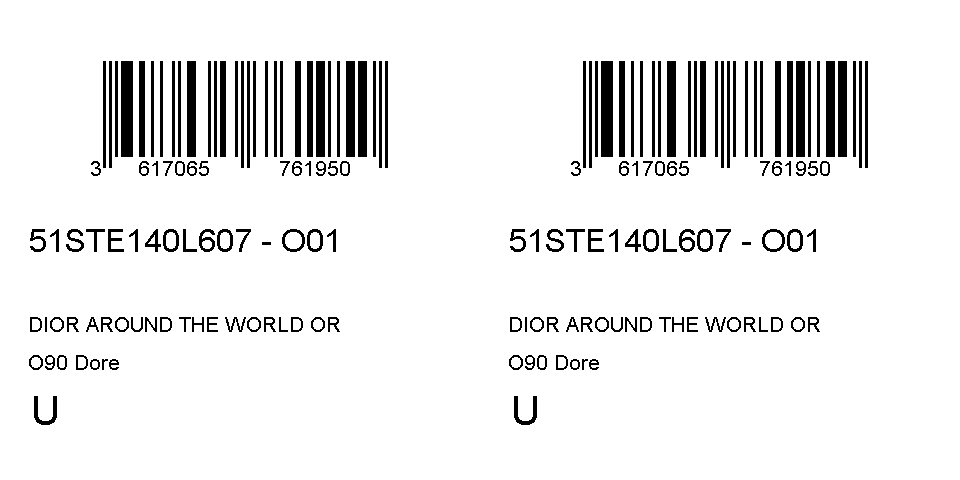 3 617065 761950
51STE140L607 - O01
DIOR AROUND THE WORLD OR
O90 Dore
U
3 617065 761950
51STE140L607 - O01
DIOR AROUND THE WORLD OR
O90 Dore
U